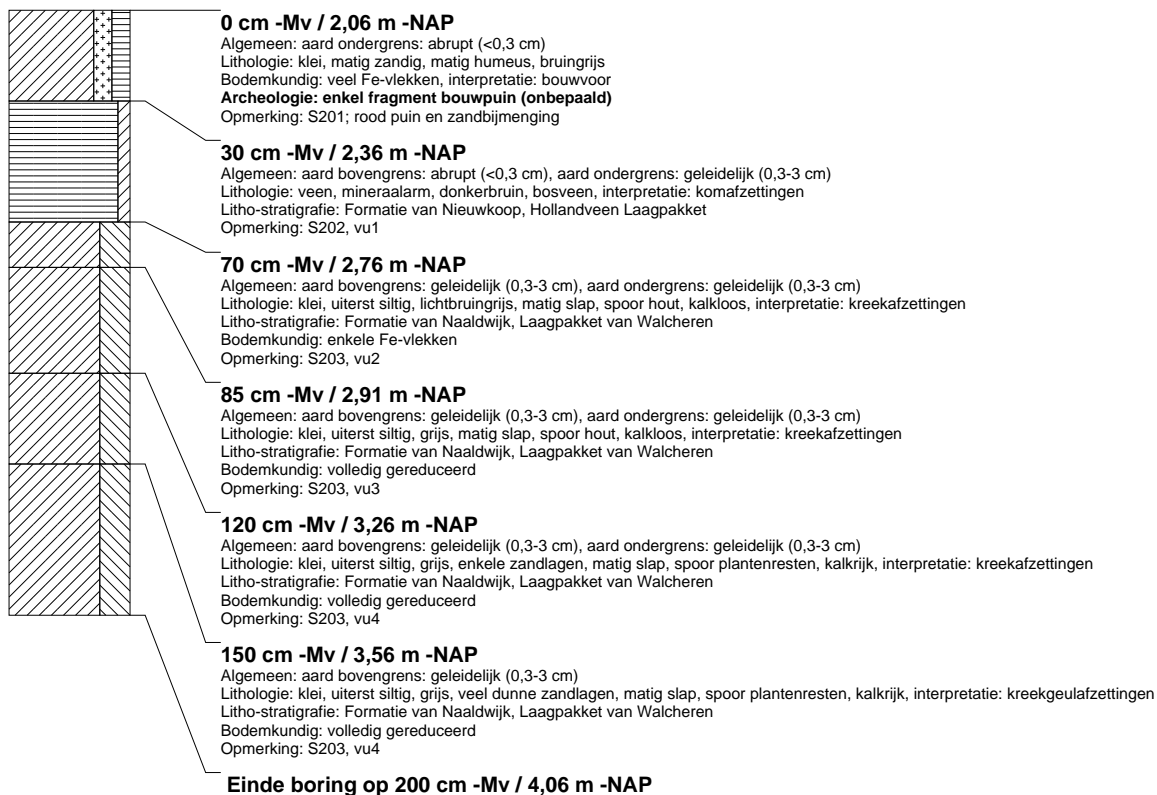 0 cm -Mv / 2,06 m -NAP
Algemeen: aard ondergrens: abrupt (<0,3 cm)
Lithologie: klei, matig zandig, matig humeus, bruingrijs
Bodemkundig: veel Fe-vlekken, interpretatie: bouwvoor
Archeologie: enkel fragment bouwpuin (onbepaald)
Opmerking: S201; rood puin en zandbijmenging
30 cm -Mv / 2,36 m -NAP
Algemeen: aard bovengrens: abrupt (<0,3 cm), aard ondergrens: geleidelijk (0,3-3 cm)
Lithologie: veen, mineraalarm, donkerbruin, bosveen, interpretatie: komafzettingen
Litho-stratigrafie: Formatie van Nieuwkoop, Hollandveen Laagpakket
Opmerking: S202, vu1
70 cm -Mv / 2,76 m -NAP
Algemeen: aard bovengrens: geleidelijk (0,3-3 cm), aard ondergrens: geleidelijk (0,3-3 cm)
Lithologie: klei, uiterst siltig, lichtbruingrijs, matig slap, spoor hout, kalkloos, interpretatie: kreekafzettingen
Litho-stratigrafie: Formatie van Naaldwijk, Laagpakket van Walcheren
Bodemkundig: enkele Fe-vlekken
Opmerking: S203, vu2
85 cm -Mv / 2,91 m -NAP
Algemeen: aard bovengrens: geleidelijk (0,3-3 cm), aard ondergrens: geleidelijk (0,3-3 cm)
Lithologie: klei, uiterst siltig, grijs, matig slap, spoor hout, kalkloos, interpretatie: kreekafzettingen
Litho-stratigrafie: Formatie van Naaldwijk, Laagpakket van Walcheren
Bodemkundig: volledig gereduceerd
Opmerking: S203, vu3
120 cm -Mv / 3,26 m -NAP
Algemeen: aard bovengrens: geleidelijk (0,3-3 cm), aard ondergrens: geleidelijk (0,3-3 cm)
Lithologie: klei, uiterst siltig, grijs, enkele zandlagen, matig slap, spoor plantenresten, kalkrijk, interpretatie: kreekafzettingen
Litho-stratigrafie: Formatie van Naaldwijk, Laagpakket van Walcheren
Bodemkundig: volledig gereduceerd
Opmerking: S203, vu4
150 cm -Mv / 3,56 m -NAP
Algemeen: aard bovengrens: geleidelijk (0,3-3 cm)
Lithologie: klei, uiterst siltig, grijs, veel dunne zandlagen, matig slap, spoor plantenresten, kalkrijk, interpretatie: kreekgeulafzettingen
Litho-stratigrafie: Formatie van Naaldwijk, Laagpakket van Walcheren
Bodemkundig: volledig gereduceerd
Opmerking: S203, vu4
Einde boring op 200 cm -Mv / 4,06 m -NAP